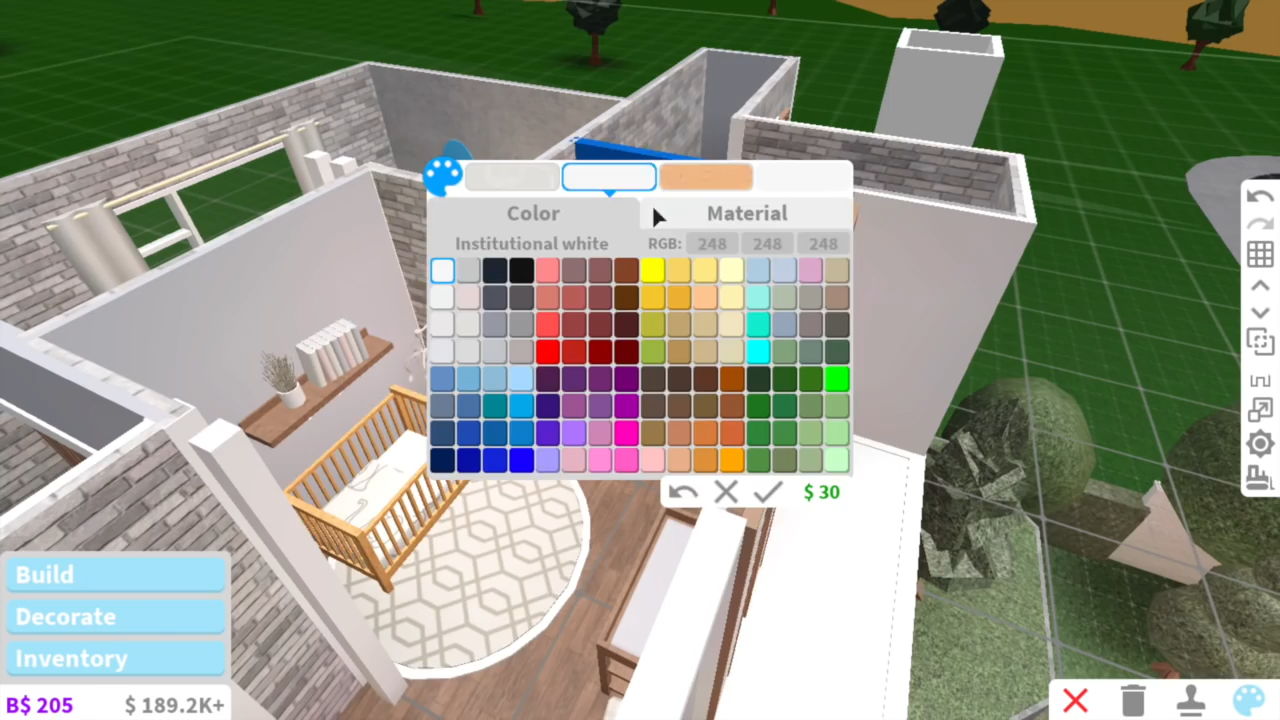 Color
Material
Institutional white
RGB: 248 248 248
$ 30
Build
Decorate
Inventory
B$ 205
$ 189.2K+